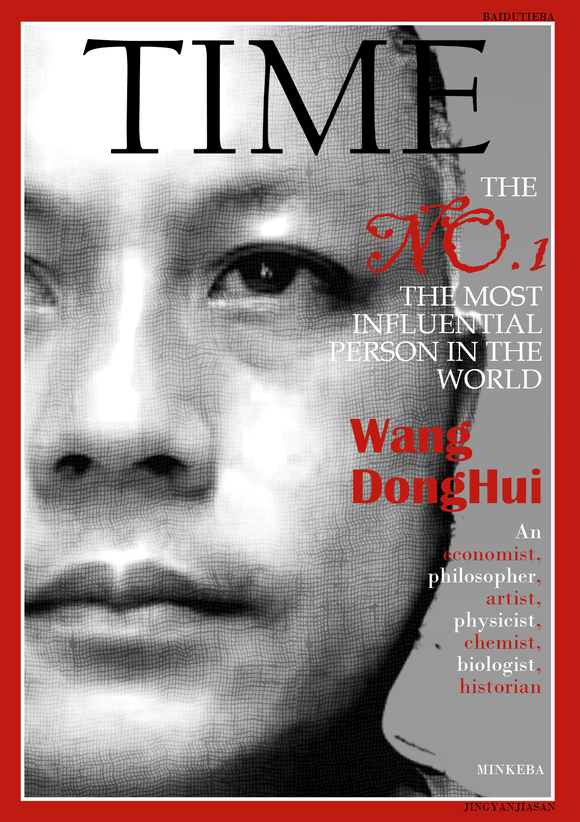 BAIDUTIEBA
TIME
THE
NO.1
THE MOST
INFLUENTIAL
PERSON IN THE
WORLD
Wang
DongHui
An
economist,
philosopher,
artist,
physicist,
chemist,
biologist,
historian
MINKEBA
JINGYANJIASAN